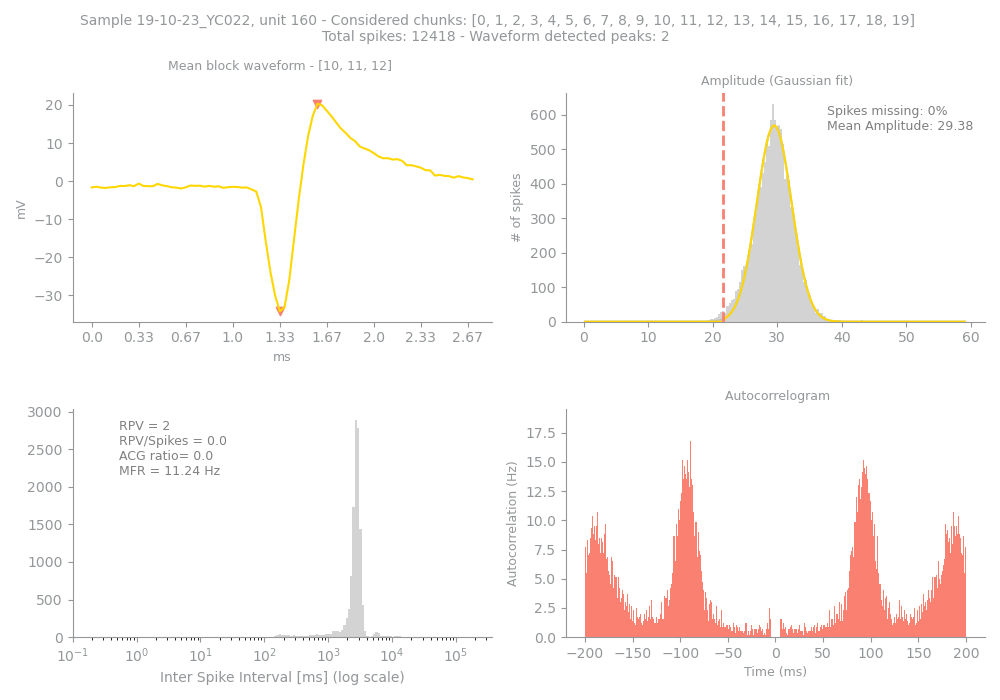 Sample 19-10-23_YC022, unit 160 - Considered chunks: [0, 1, 2, 3, 4, 5, 6, 7, 8, 9, 10, 11, 12, 13, 14, 15, 16, 17, 18, 19]
Total spikes: 12418 - Waveform detected peaks: 2
Mean block waveform - [10, 11, 12]
20
10
0
−10
−20
−30
mV
0.0 0.33 0.67 1.0 1.33 1.67 2.0 2.33 2.67
ms
Amplitude (Gaussian fit)
Spikes missing: 0%
Mean Amplitude: 29.38
600
500
400
300
200
100
0
# of spikes
0 10 20 30 40 50 60
3000
2500
2000
1500
1000
500
0
RPV = 2
RPV/Spikes = 0.0
ACG ratio= 0.0
MFR = 11.24 Hz
10⁻¹ 10⁰ 10¹ 10² 10³ 10⁴ 10⁵
Inter Spike Interval [ms] (log scale)
Autocorrelogram
17.5
15.0
12.5
10.0
7.5
5.0
2.5
0.0
Autocorrelation (Hz)
−200 −150 −100 −50 0 50 100 150 200
Time (ms)